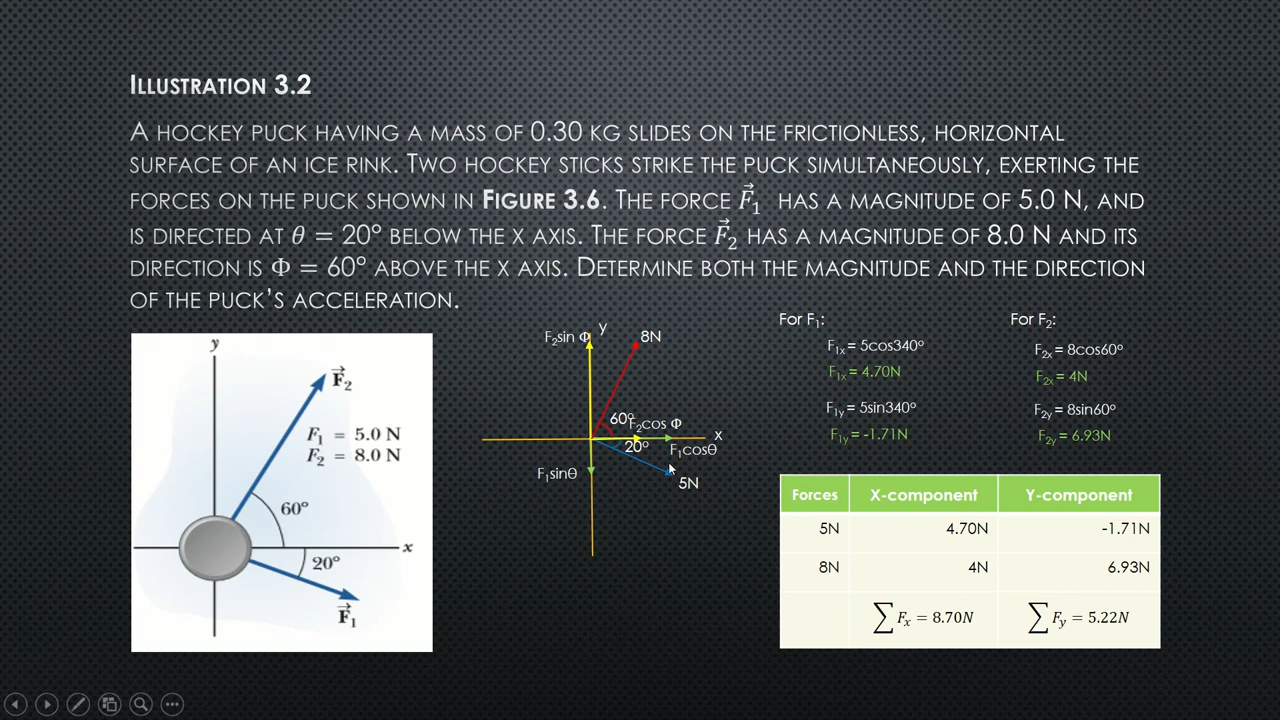 Illustration 3.2
A hockey puck having a mass of 0.30 kg slides on the frictionless, horizontal
surface of an ice rink. Two hockey sticks strike the puck simultaneously, exerting the
forces on the puck shown in Figure 3.6. The force F⃗₁ has a magnitude of 5.0 N, and
is directed at θ = 20° below the x axis. The force F⃗₂ has a magnitude of 8.0 N and its
direction is Φ = 60° above the x axis. Determine both the magnitude and the direction
of the puck's acceleration.
y
F⃗₂
F₁ = 5.0 N
F₂ = 8.0 N
60°
x
20°
F⃗₁
y
F₂sin Φ
8N
60°
F₂cos Φ
x
20°
F₁cosθ
F₁sinθ
5N
For F₁:
F₁ₓ = 5cos340°
F₁ₓ = 4.70N
F₁ᵧ = 5sin340°
F₁ᵧ = -1.71N
For F₂:
F₂ₓ = 8cos60°
F₂ₓ = 4N
F₂ᵧ = 8sin60°
F₂ᵧ = 6.93N
Forces X-component Y-component
5N 4.70N -1.71N
8N 4N 6.93N
∑ Fₓ = 8.70N ∑ Fᵧ = 5.22N